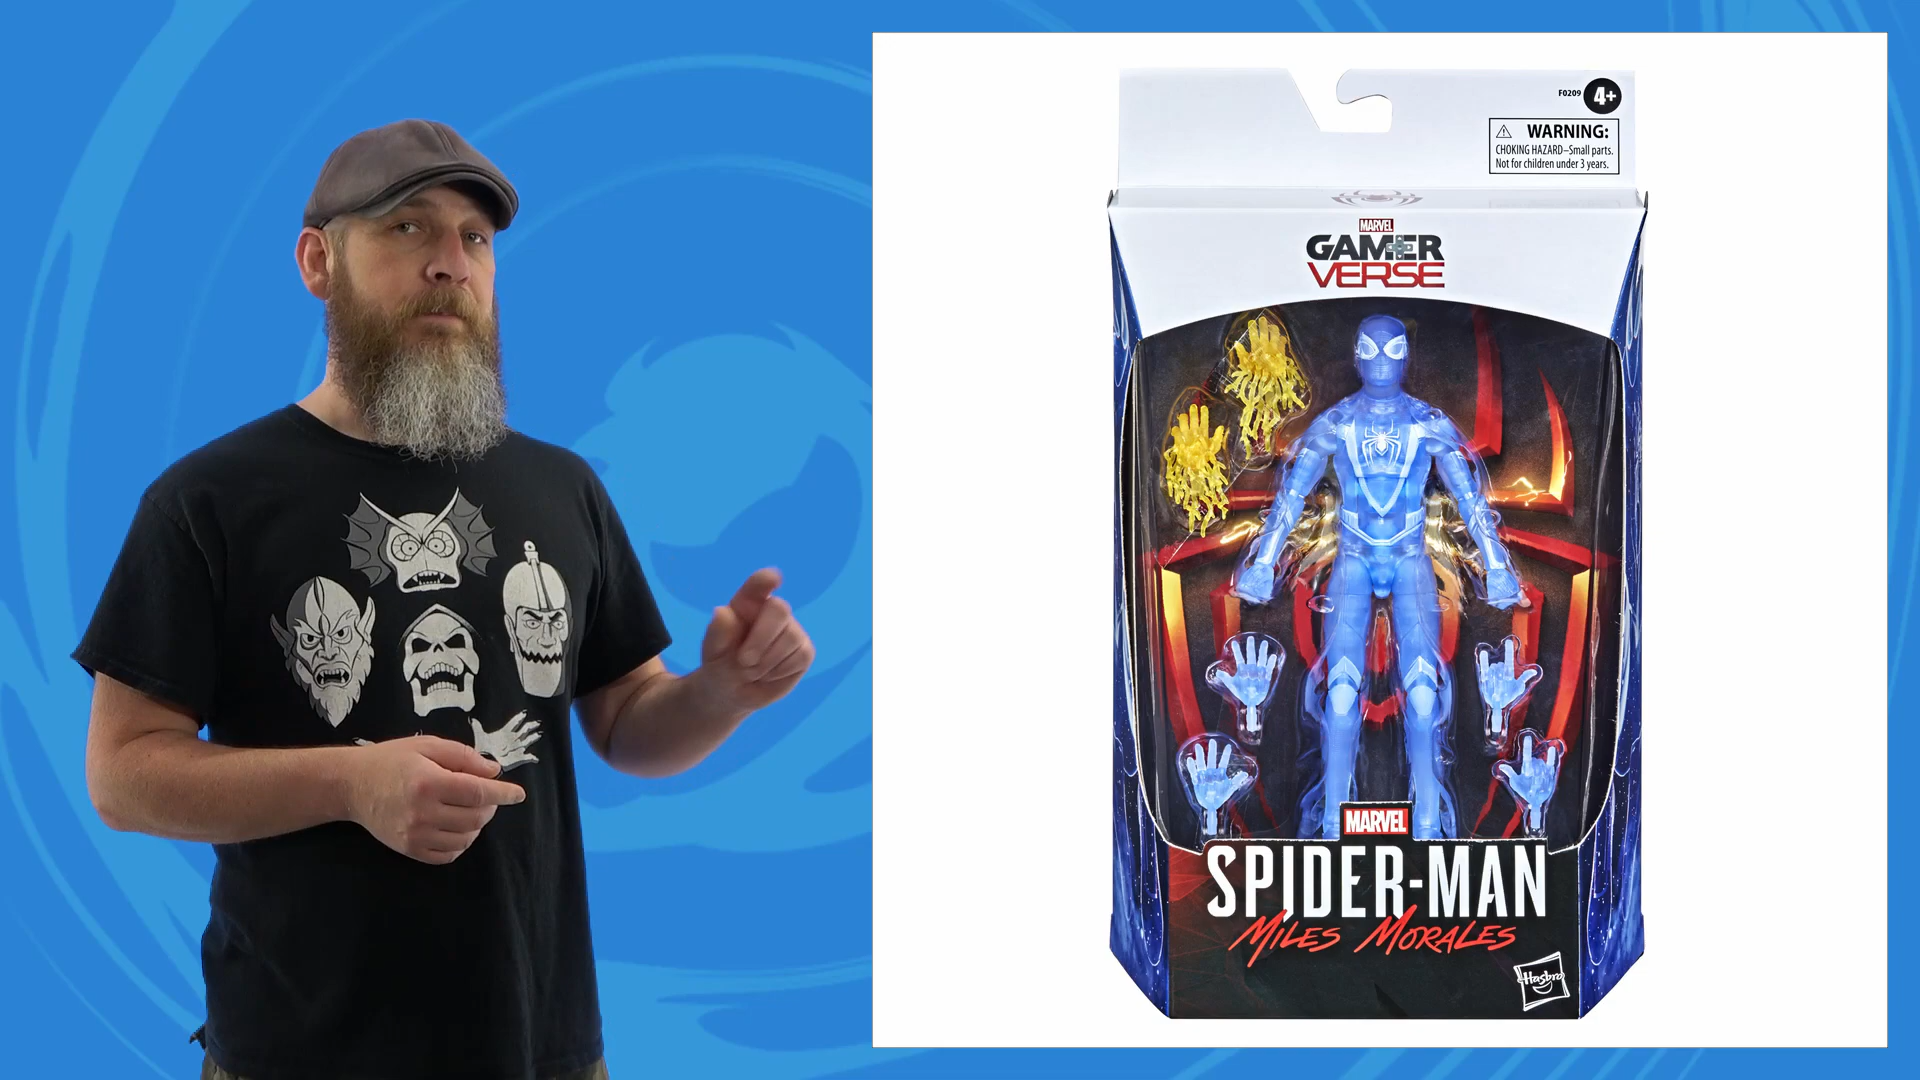 F0209
4+
WARNING:
CHOKING HAZARD–Small parts.
Not for children under 3 years.
MARVEL
GAMER
VERSE
MARVEL
SPIDER-MAN
MILES MORALES
Hasbro